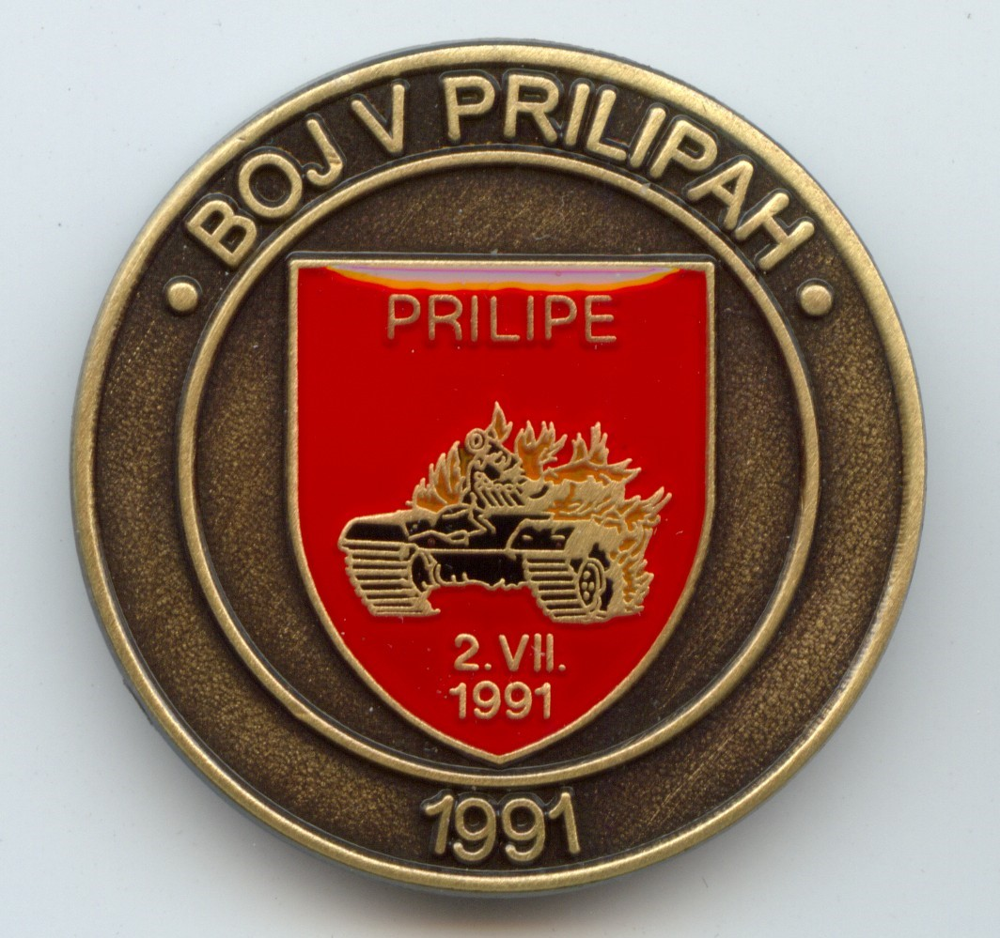 BOJ V PRILIPAH
PRILIPE
2. VII.
1991
1991